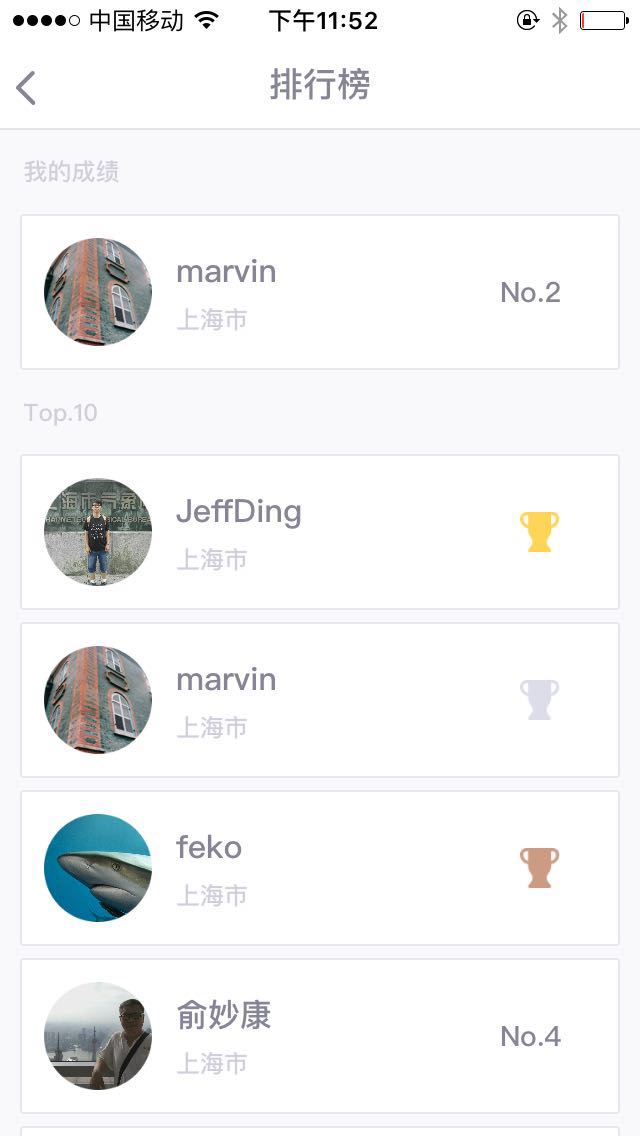 中国移动 下午11:52
排行榜
我的成绩
marvin
上海市
No.2
Top.10
JeffDing
上海市
marvin
上海市
feko
上海市
俞妙康
上海市
No.4